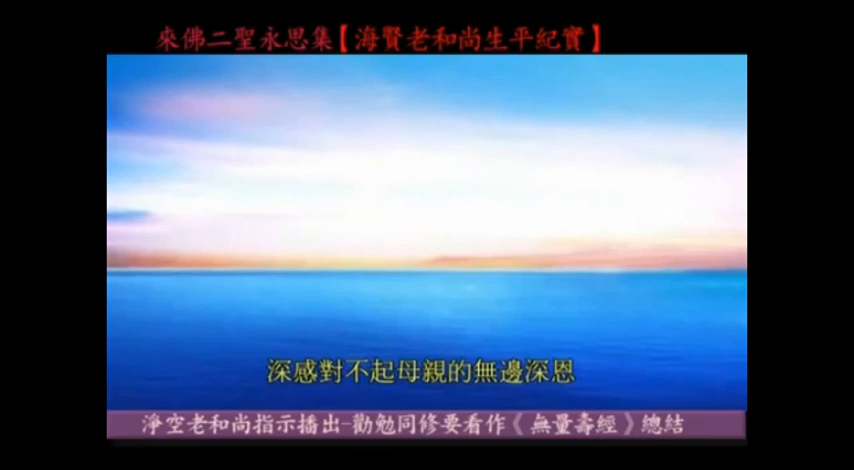 來佛二聖永思集【海賢老和尚生平紀實】
深感對不起母親的無邊深恩
淨空老和尚指示播出-勸勉同修要看作《無量壽經》總結